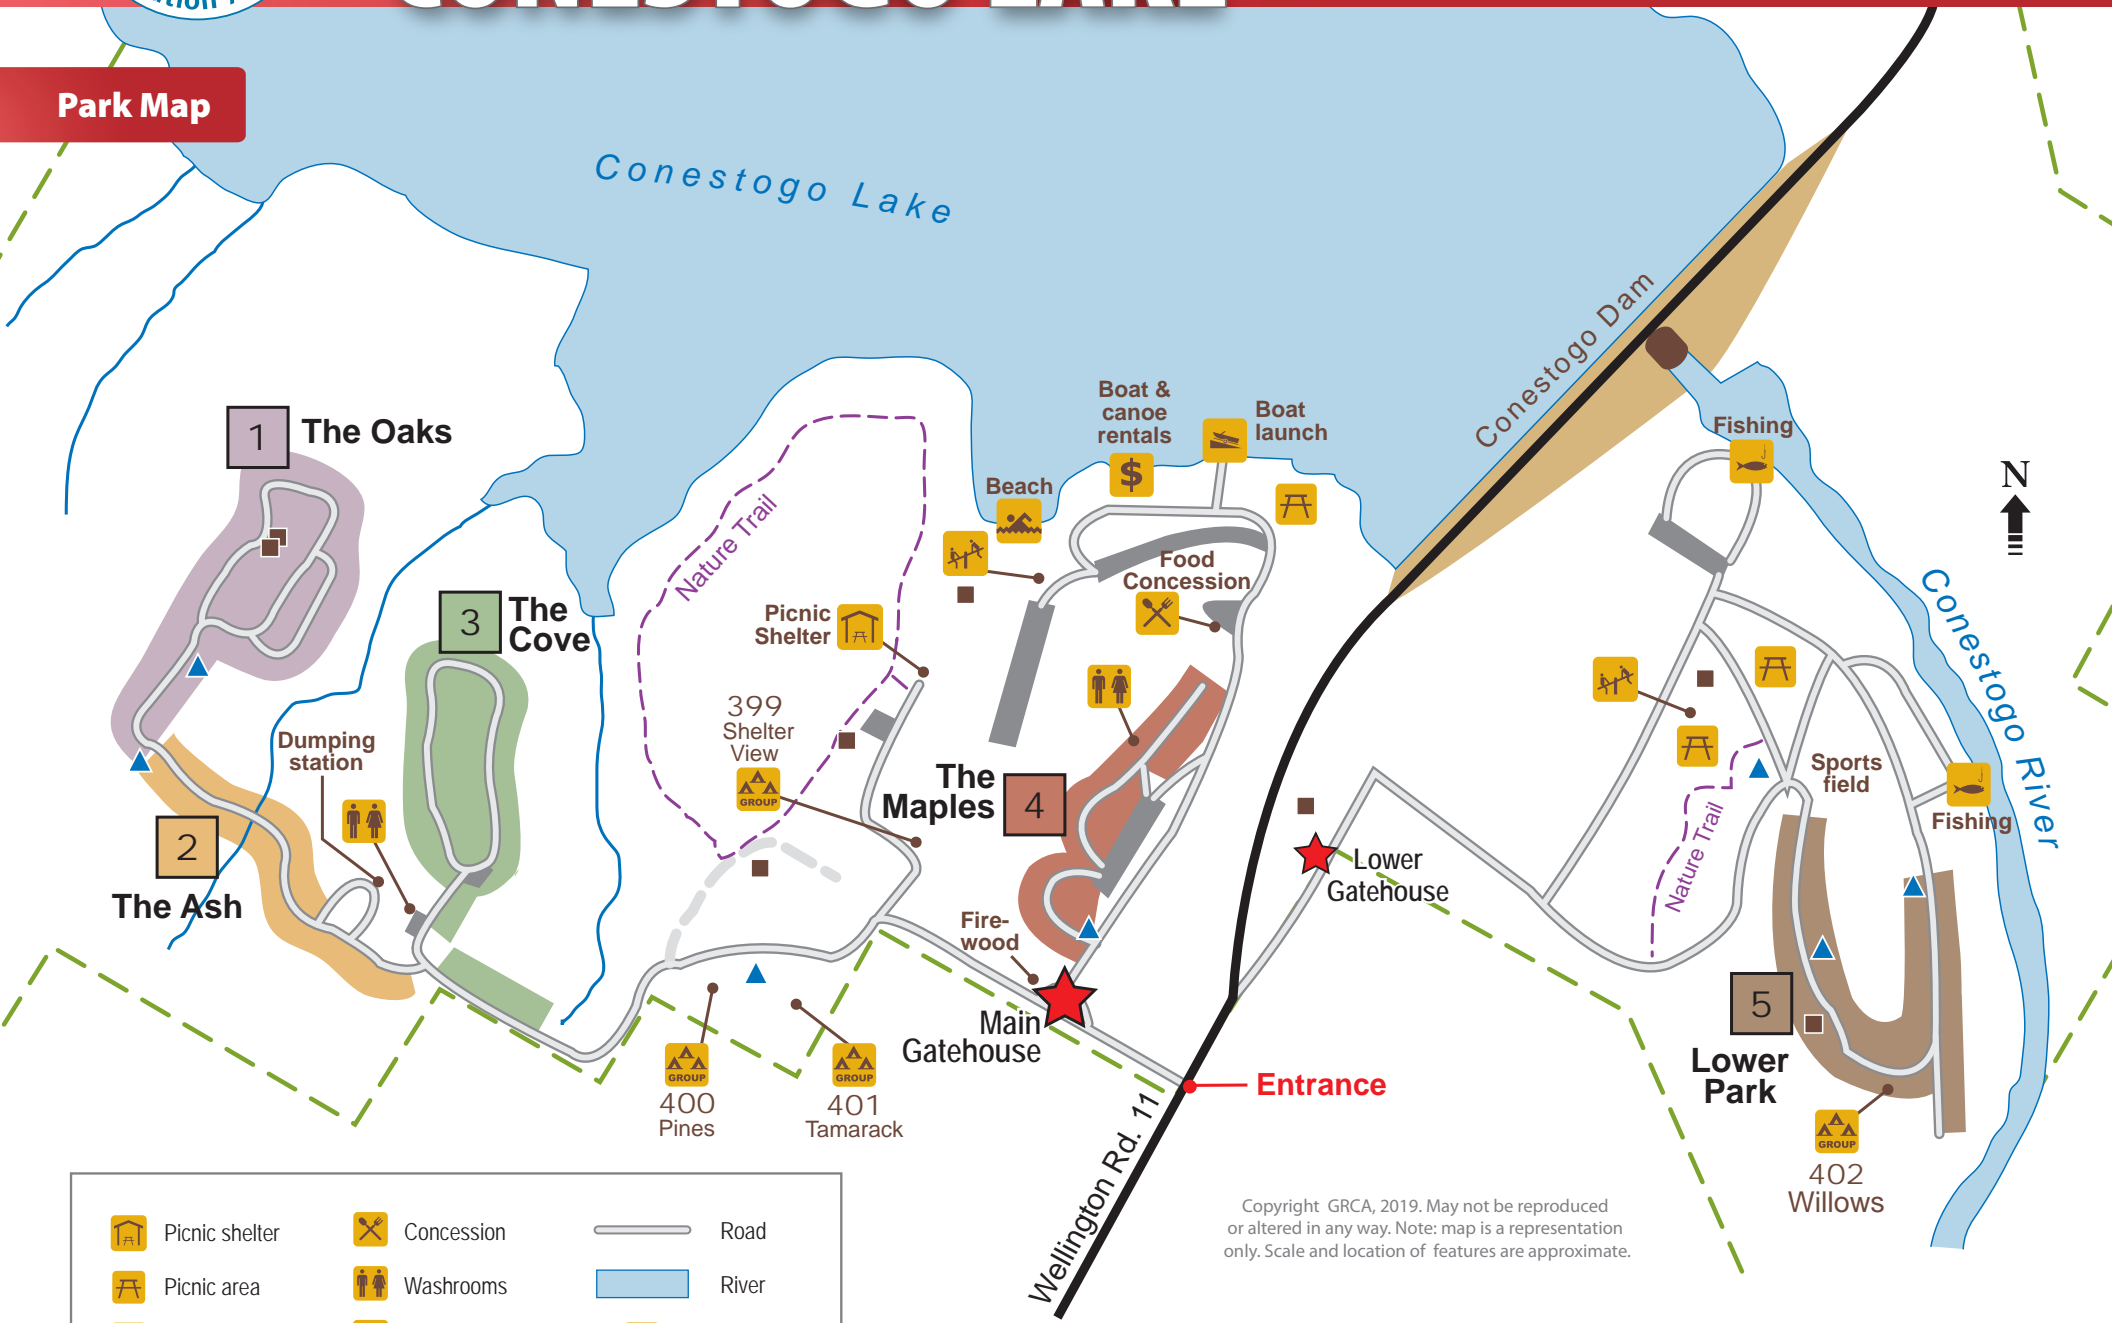 CONESTOGO LAKE
Park Map
Conestogo Lake
Conestogo Dam
1
The Oaks
Boat &
canoe
rentals
$
Boat
launch
Fishing
N
Beach
Nature Trail
Food
Concession
3
The
Cove
Picnic
Shelter
Conestogo River
399
Shelter
View
GROUP
Dumping
station
The
Maples
4
2
The Ash
Sports
field
Fishing
Nature Trail
Lower
Gatehouse
Fire-
wood
Main
Gatehouse
5
Lower
Park
GROUP
400
Pines
GROUP
401
Tamarack
Entrance
Wellington Rd. 11
GROUP
402
Willows
Picnic shelter
Concession
Road
Picnic area
Washrooms
River
Copyright GRCA, 2019. May not be reproduced
or altered in any way. Note: map is a representation
only. Scale and location of features are approximate.